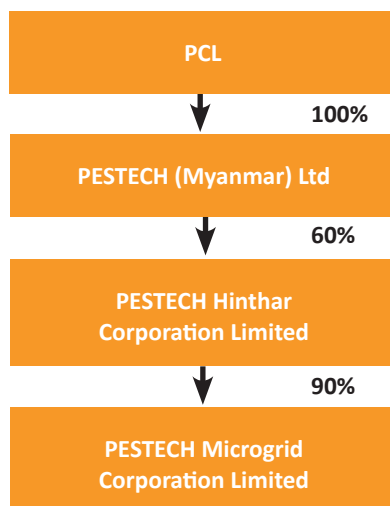 PCL
100%
PESTECH (Myanmar) Ltd
60%
PESTECH Hinthar
Corporation Limited
90%
PESTECH Microgrid
Corporation Limited